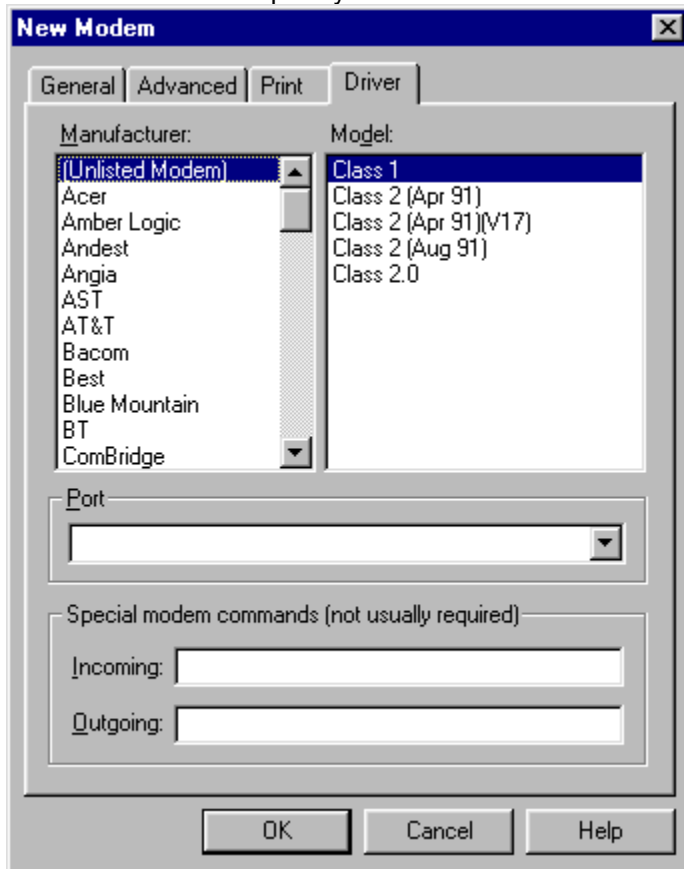 New Modem
General Advanced Print Driver
Manufacturer: Model:
(Unlisted Modem)
Acer
Amber Logic
Andest
Angia
AST
AT&T
Bacom
Best
Blue Mountain
BT
ComBridge
Class 1
Class 2 (Apr 91)
Class 2 (Apr 91)(V17)
Class 2 (Aug 91)
Class 2.0
Port
Special modem commands (not usually required)
Incoming:
Outgoing:
OK Cancel Help